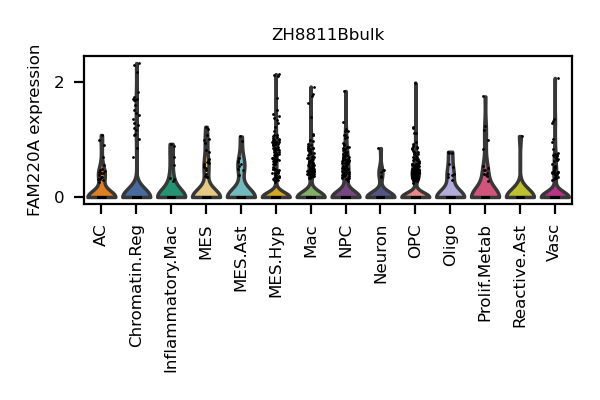 ZH8811Bbulk
FAM220A expression
2
0
AC
Chromatin.Reg
Inflammatory.Mac
MES
MES.Ast
MES.Hyp
Mac
NPC
Neuron
OPC
Oligo
Prolif.Metab
Reactive.Ast
Vasc